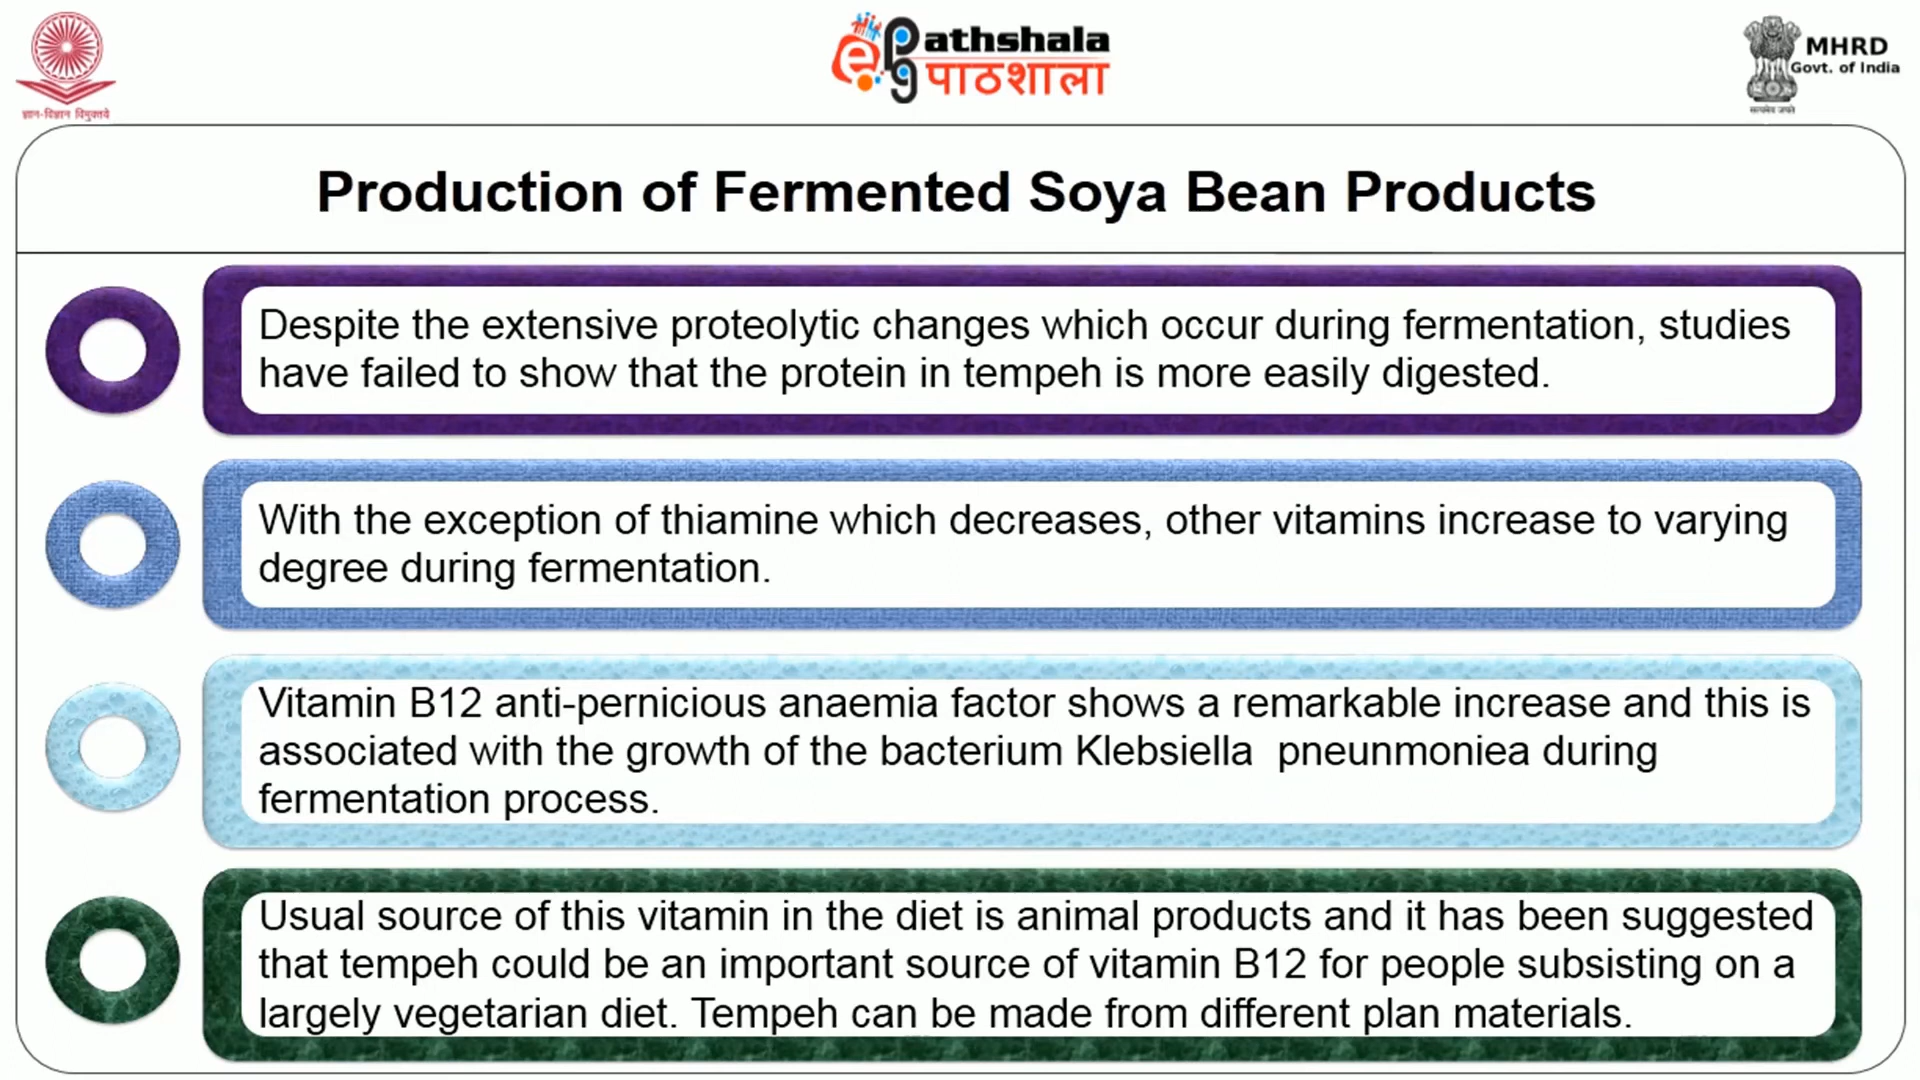 ज्ञान-विज्ञान विमुक्तये
e
pg
athshala
पाठशाला
MHRD
Govt. of India
सत्यमेव जयते
Production of Fermented Soya Bean Products
Despite the extensive proteolytic changes which occur during fermentation, studies
have failed to show that the protein in tempeh is more easily digested.
With the exception of thiamine which decreases, other vitamins increase to varying
degree during fermentation.
Vitamin B12 anti-pernicious anaemia factor shows a remarkable increase and this is
associated with the growth of the bacterium Klebsiella  pneunmoniea during
fermentation process.
Usual source of this vitamin in the diet is animal products and it has been suggested
that tempeh could be an important source of vitamin B12 for people subsisting on a
largely vegetarian diet. Tempeh can be made from different plan materials.